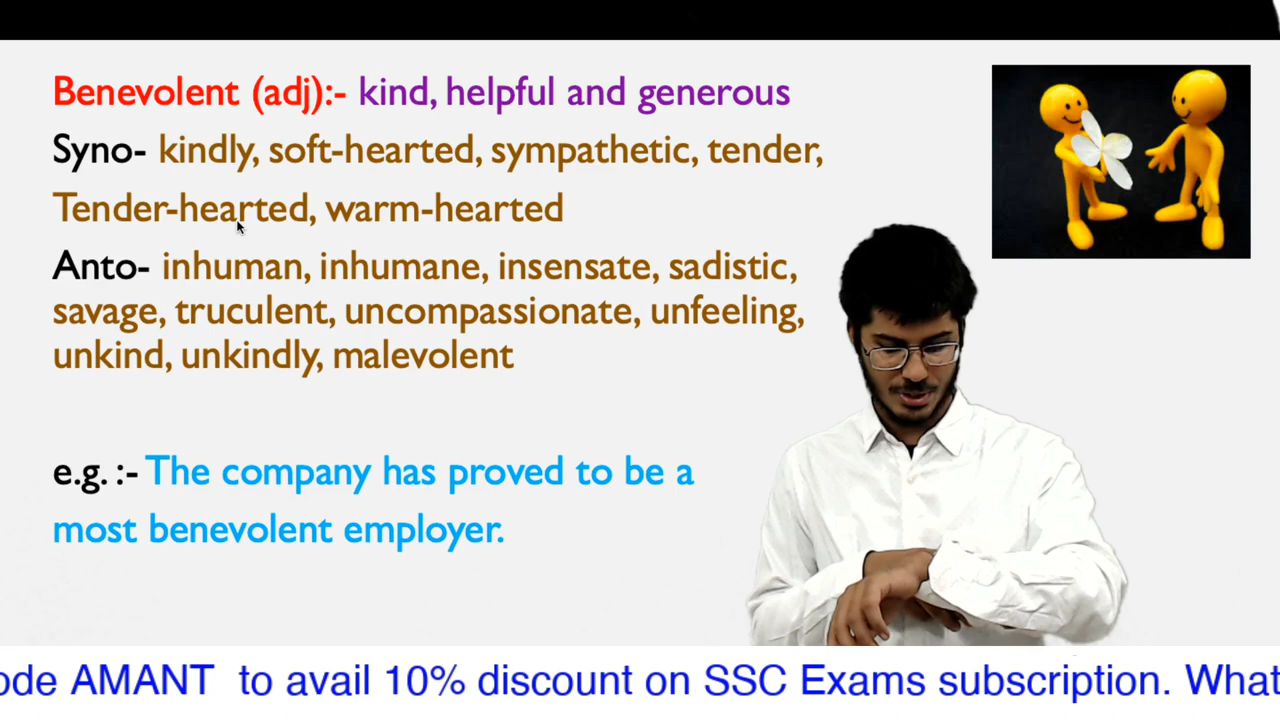 Benevolent (adj):- kind, helpful and generous
Syno- kindly, soft-hearted, sympathetic, tender,
Tender-hearted, warm-hearted
Anto- inhuman, inhumane, insensate, sadistic,
savage, truculent, uncompassionate, unfeeling,
unkind, unkindly, malevolent
e.g. :- The company has proved to be a
most benevolent employer.
ode AMANT to avail 10% discount on SSC Exams subscription. What